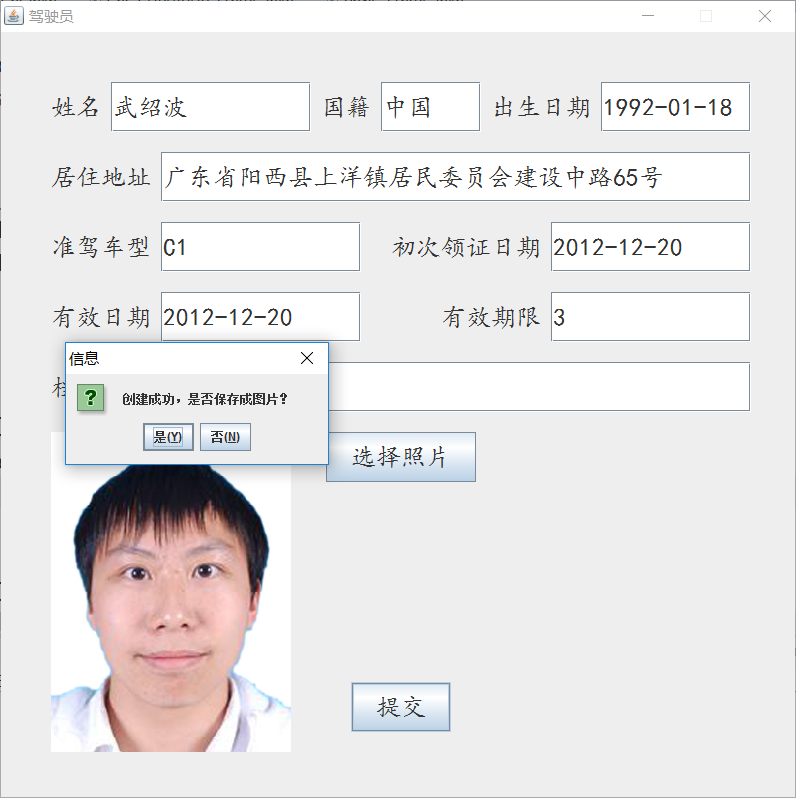 驾驶员
姓名 武绍波 国籍 中国 出生日期 1992-01-18
居住地址 广东省阳西县上洋镇居民委员会建设中路65号
准驾车型 C1 初次领证日期 2012-12-20
有效日期 2012-12-20 有效期限 3
信息
创建成功，是否保存成图片？
是(Y) 否(N)
选择照片
提交